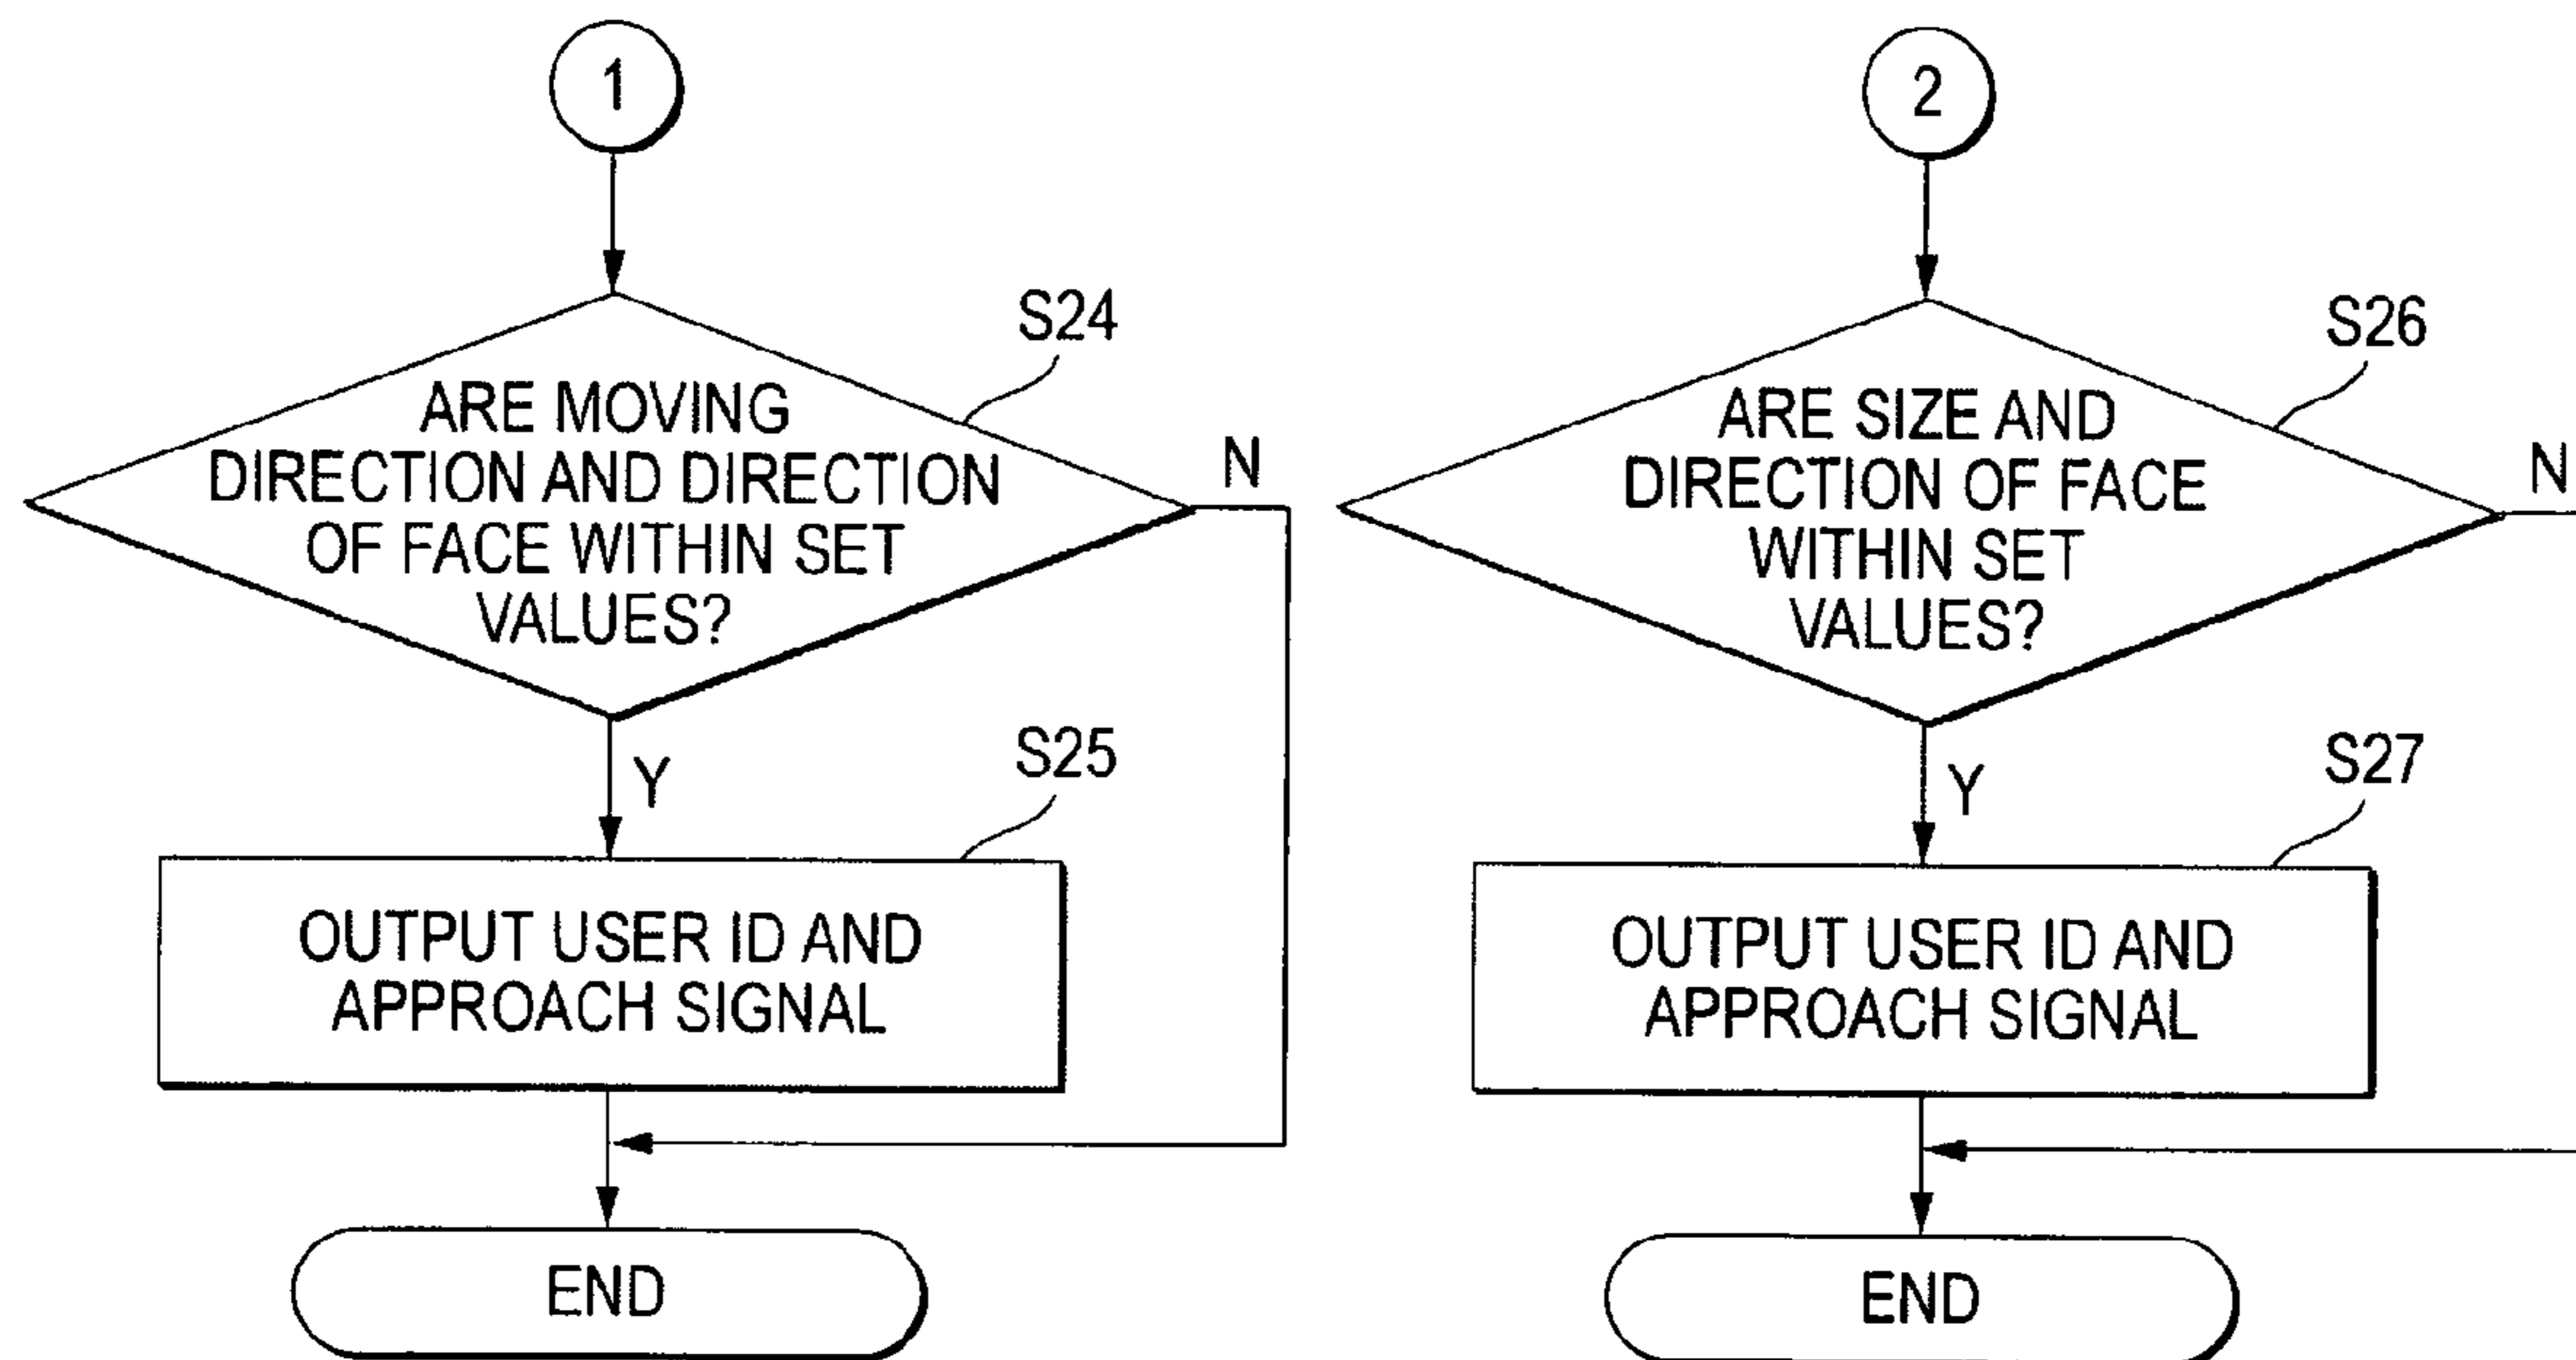 1
S24
ARE MOVING
DIRECTION AND DIRECTION
OF FACE WITHIN SET
VALUES?
N
Y
S25
OUTPUT USER ID AND
APPROACH SIGNAL
END
2
S26
ARE SIZE AND
DIRECTION OF FACE
WITHIN SET
VALUES?
N
Y
S27
OUTPUT USER ID AND
APPROACH SIGNAL
END